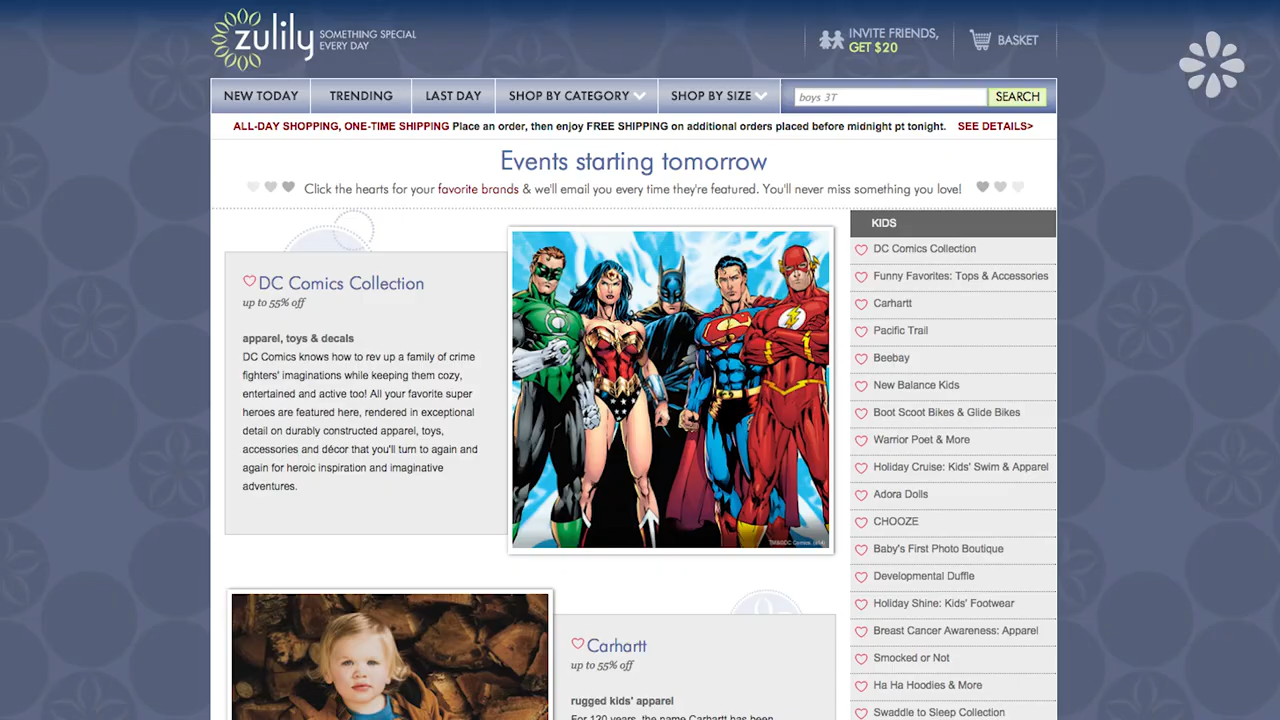 zulily
SOMETHING SPECIAL
EVERY DAY
INVITE FRIENDS,
GET $20
BASKET
NEW TODAY
TRENDING
LAST DAY
SHOP BY CATEGORY
SHOP BY SIZE
boys 3T
SEARCH
ALL-DAY SHOPPING, ONE-TIME SHIPPING Place an order, then enjoy FREE SHIPPING on additional orders placed before midnight pt tonight. SEE DETAILS>
Events starting tomorrow
Click the hearts for your favorite brands & we'll email you every time they're featured. You'll never miss something you love!
DC Comics Collection
up to 55% off
apparel, toys & decals
DC Comics knows how to rev up a family of crime
fighters' imaginations while keeping them cozy,
entertained and active too! All your favorite super
heroes are featured here, rendered in exceptional
detail on durably constructed apparel, toys,
accessories and décor that you'll turn to again and
again for heroic inspiration and imaginative
adventures.
KIDS
DC Comics Collection
Funny Favorites: Tops & Accessories
Carhartt
Pacific Trail
Beebay
New Balance Kids
Boot Scoot Bikes & Glide Bikes
Warrior Poet & More
Holiday Cruise: Kids' Swim & Apparel
Adora Dolls
CHOOZE
Baby's First Photo Boutique
Developmental Duffle
Holiday Shine: Kids' Footwear
Breast Cancer Awareness: Apparel
Smocked or Not
Ha Ha Hoodies & More
Swaddle to Sleep Collection
Carhartt
up to 55% off
rugged kids' apparel
For 120 years, the name Carhartt has been